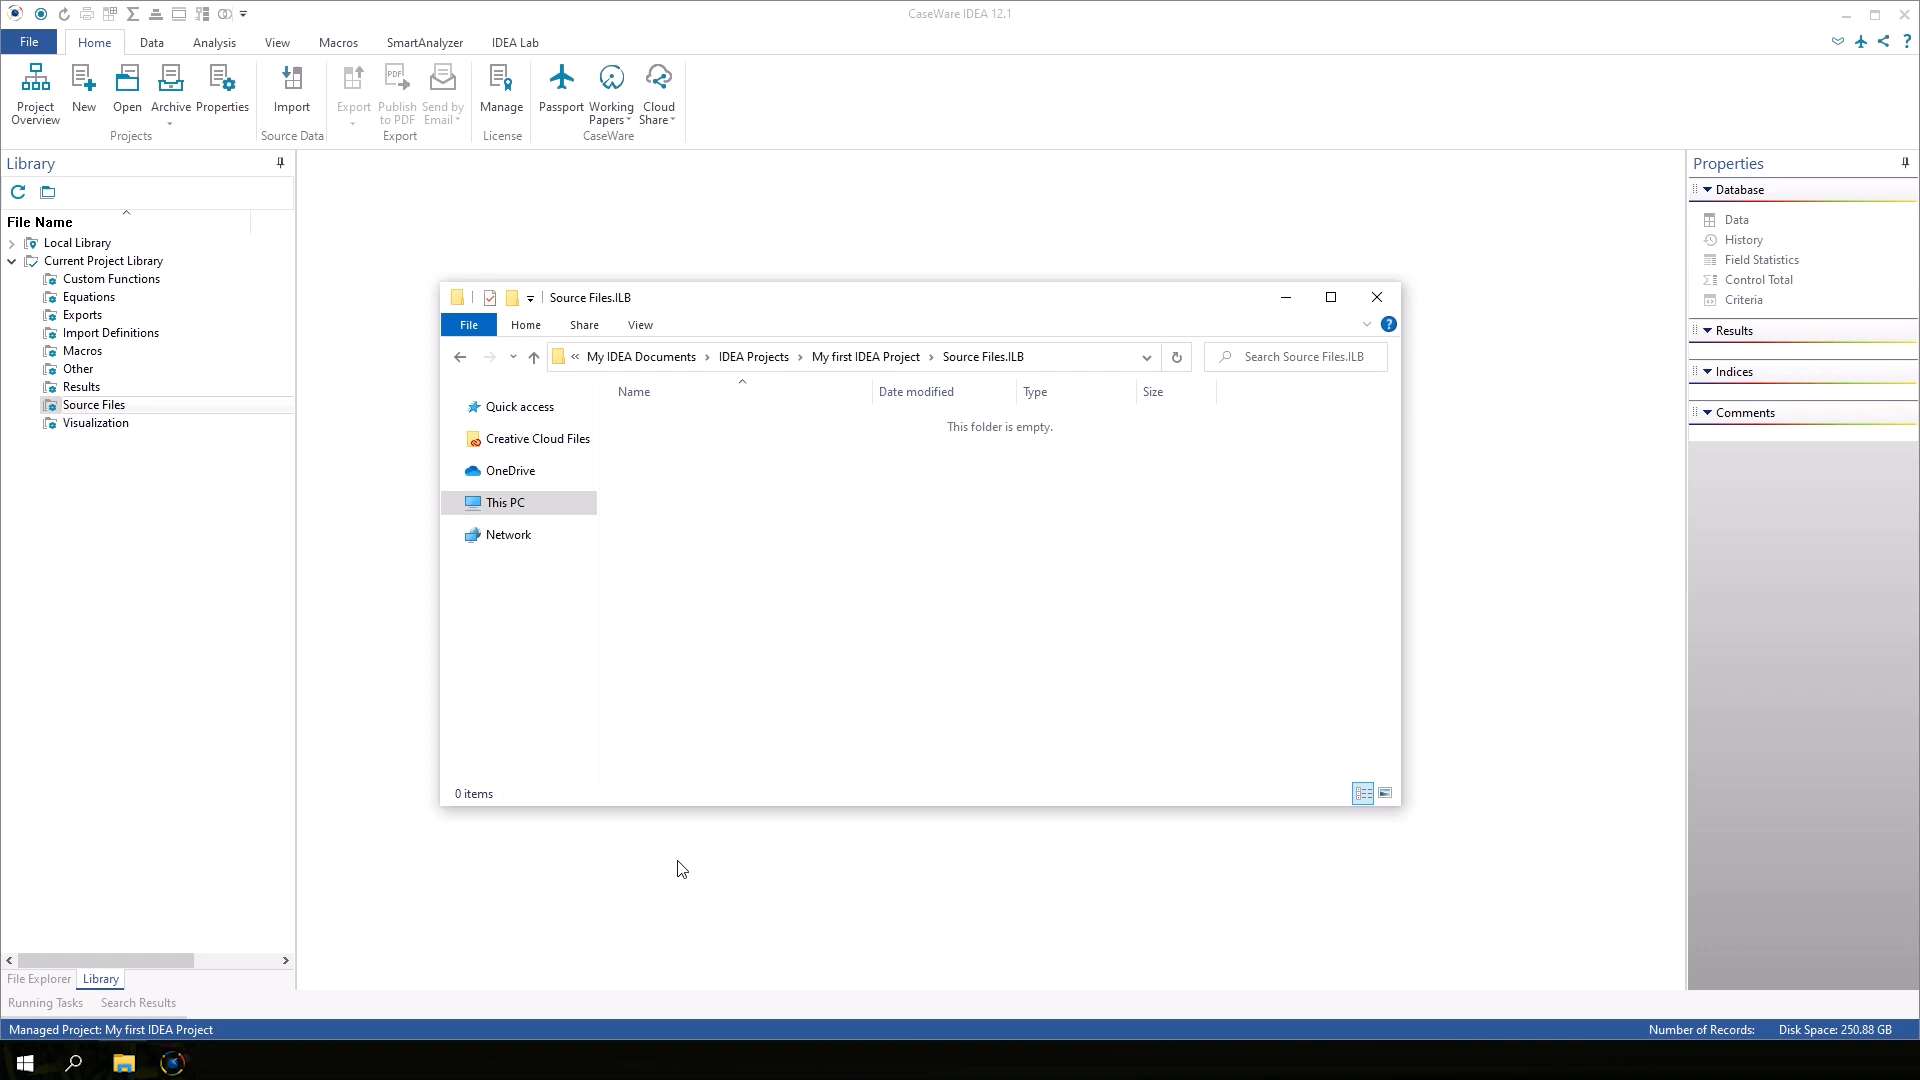 CaseWare IDEA 12.1
File
Home
Data
Analysis
View
Macros
SmartAnalyzer
IDEA Lab
Project Overview
New
Open
Archive
Properties
Projects
Import
Source Data
Export
PDF
Publish to PDF
Send by Email
Export
Manage
License
Passport
Working Papers
Cloud Share
CaseWare
Library
File Name
Local Library
Current Project Library
Custom Functions
Equations
Exports
Import Definitions
Macros
Other
Results
Source Files
Visualization
Source Files.ILB
File
Home
Share
View
« My IDEA Documents › IDEA Projects › My first IDEA Project › Source Files.ILB
Search Source Files.ILB
Name
Date modified
Type
Size
Quick access
This folder is empty.
Creative Cloud Files
OneDrive
This PC
Network
0 items
Properties
Database
Data
History
Field Statistics
Control Total
Criteria
Results
Indices
Comments
File Explorer
Library
Running Tasks
Search Results
Managed Project: My first IDEA Project
Number of Records:
Disk Space: 250.88 GB